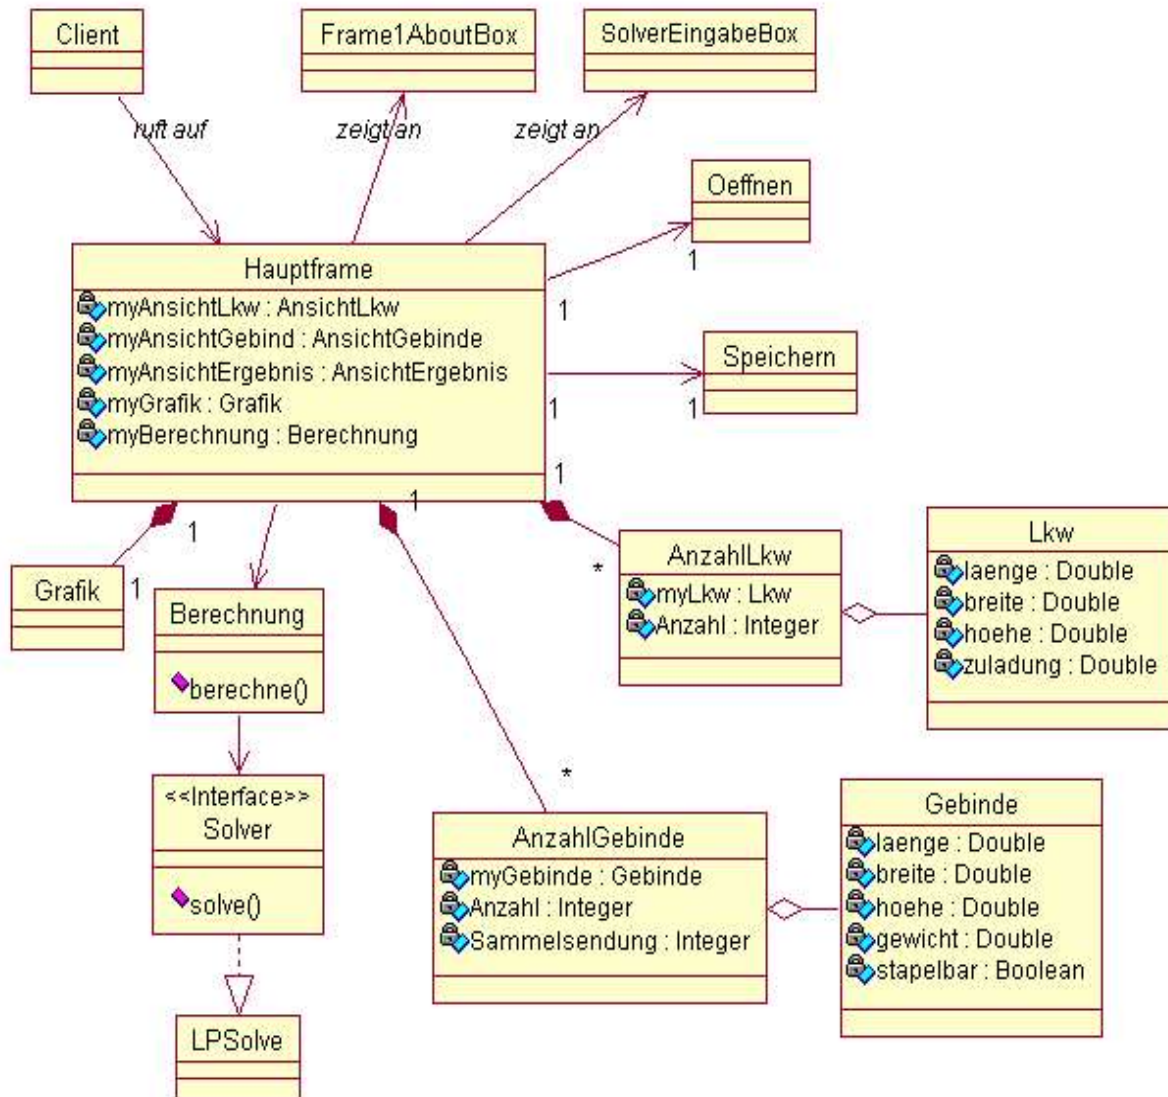 Client
Frame1AboutBox
SolverEingabeBox
ruft auf
zeigt an
zeigt an
Oeffnen
1
Hauptframe
myAnsichtLkw : AnsichtLkw
myAnsichtGebind : AnsichtGebinde
myAnsichtErgebnis : AnsichtErgebnis
myGrafik : Grafik
myBerechnung : Berechnung
1
Speichern
1
1
1
1
1
Grafik
1
Berechnung
berechne()
*
AnzahlLkw
myLkw : Lkw
Anzahl : Integer
Lkw
laenge : Double
breite : Double
hoehe : Double
zuladung : Double
<<Interface>>
Solver
solve()
*
AnzahlGebinde
myGebinde : Gebinde
Anzahl : Integer
Sammelsendung : Integer
Gebinde
laenge : Double
breite : Double
hoehe : Double
gewicht : Double
stapelbar : Boolean
LPSolve